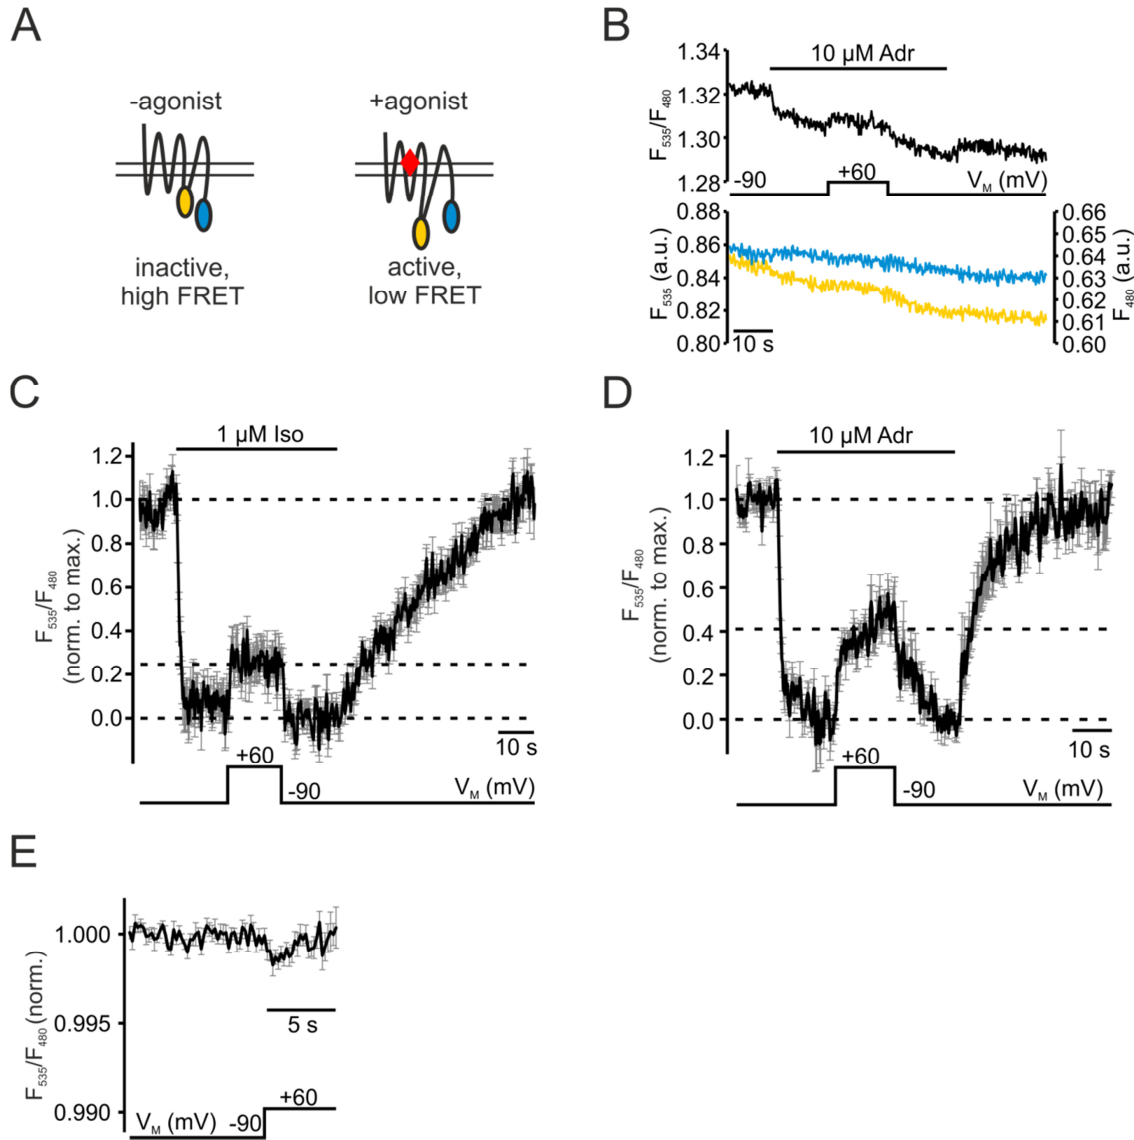 A
-agonist
+agonist
inactive,
high FRET
active,
low FRET
B
10 µM Adr
1.34
1.32
1.30
1.28
F535/F480
-90
+60
VM (mV)
0.88
0.86
0.84
0.82
0.80
F535 (a.u.)
0.66
0.65
0.64
0.63
0.62
0.61
0.60
F480 (a.u.)
10 s
C
1 µM Iso
1.2
1.0
0.8
0.6
0.4
0.2
0.0
F535/F480
(norm. to max.)
10 s
+60
-90
VM (mV)
D
10 µM Adr
1.2
1.0
0.8
0.6
0.4
0.2
0.0
F535/F480
(norm. to max.)
10 s
+60
-90
VM (mV)
E
1.000
0.995
0.990
F535/F480 (norm.)
5 s
+60
VM (mV)
-90